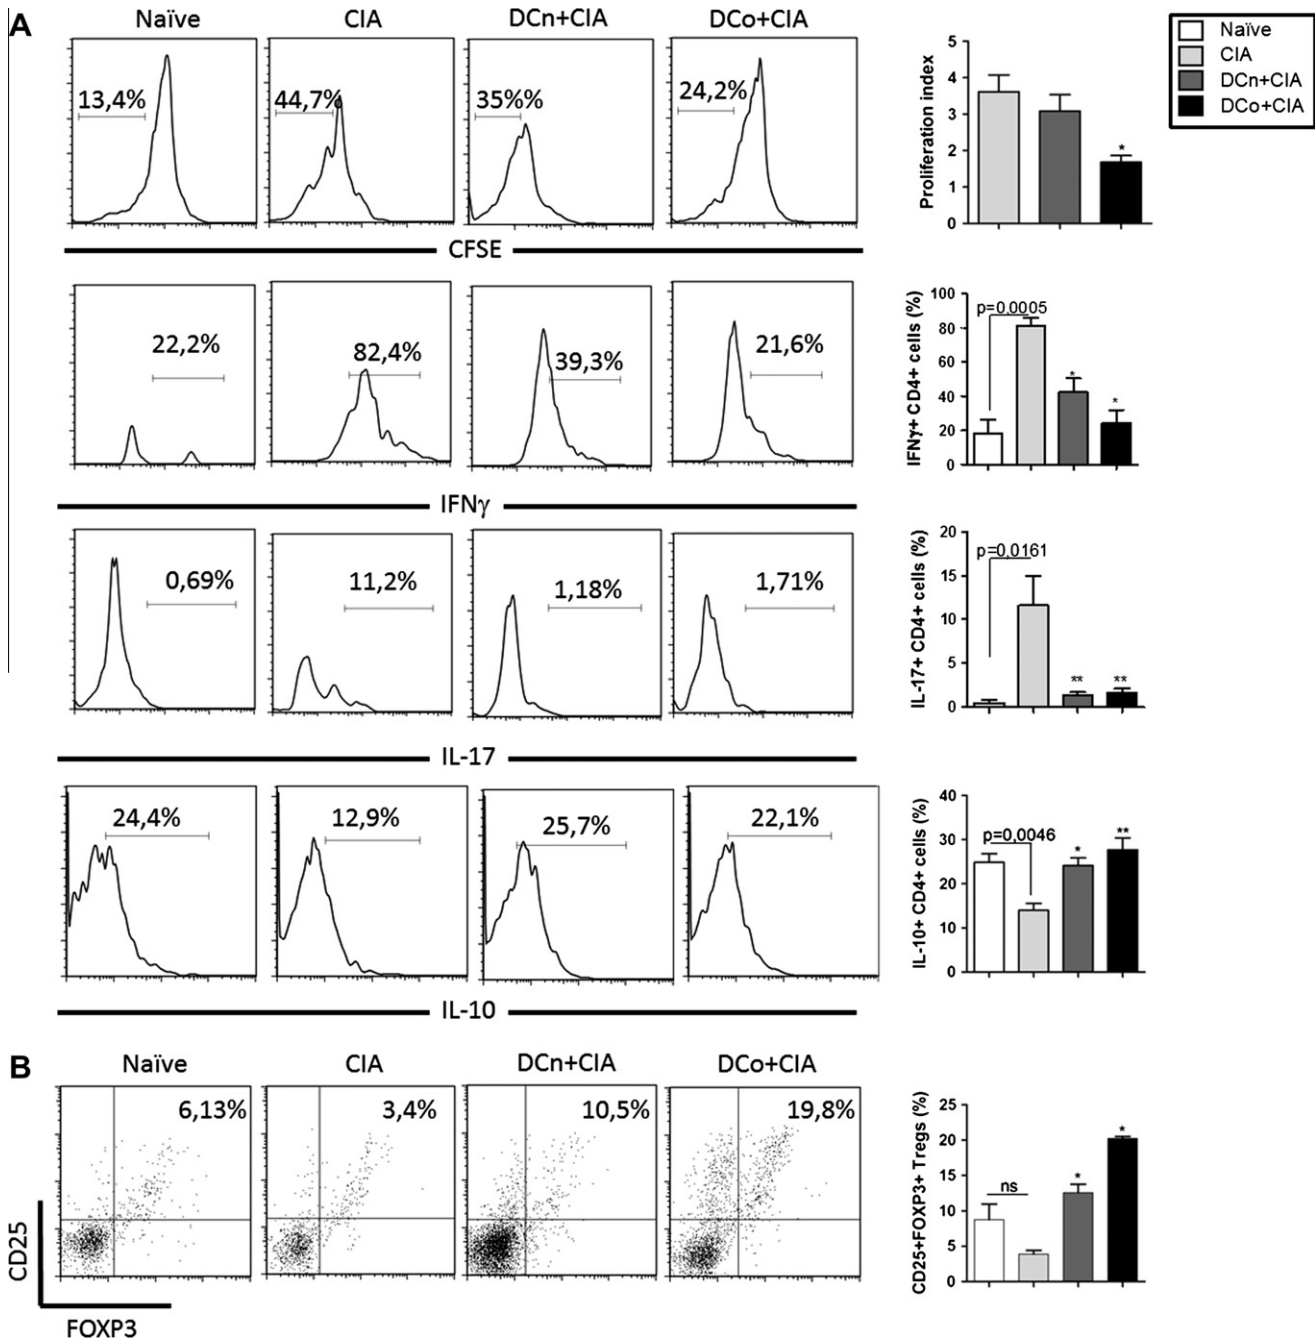 A
Naïve CIA DCn+CIA DCo+CIA
13,4% 44,7% 35%% 24,2%
CFSE
Proliferation index
5
4
3
2
1
0
*
Naïve
CIA
DCn+CIA
DCo+CIA
22,2% 82,4% 39,3% 21,6%
IFNγ
IFNγ+ CD4+ cells (%)
100
80
60
40
20
0
p=0,0005
* *
0,69% 11,2% 1,18% 1,71%
IL-17
IL-17+ CD4+ cells (%)
20
15
10
5
0
p=0,0161
** **
24,4% 12,9% 25,7% 22,1%
IL-10
IL-10+ CD4+ cells (%)
40
30
20
10
0
p=0,0046
* **
B
Naïve CIA DCn+CIA DCo+CIA
6,13% 3,4% 10,5% 19,8%
CD25
FOXP3
CD25+FOXP3+ Tregs (%)
25
20
15
10
5
0
ns
* *